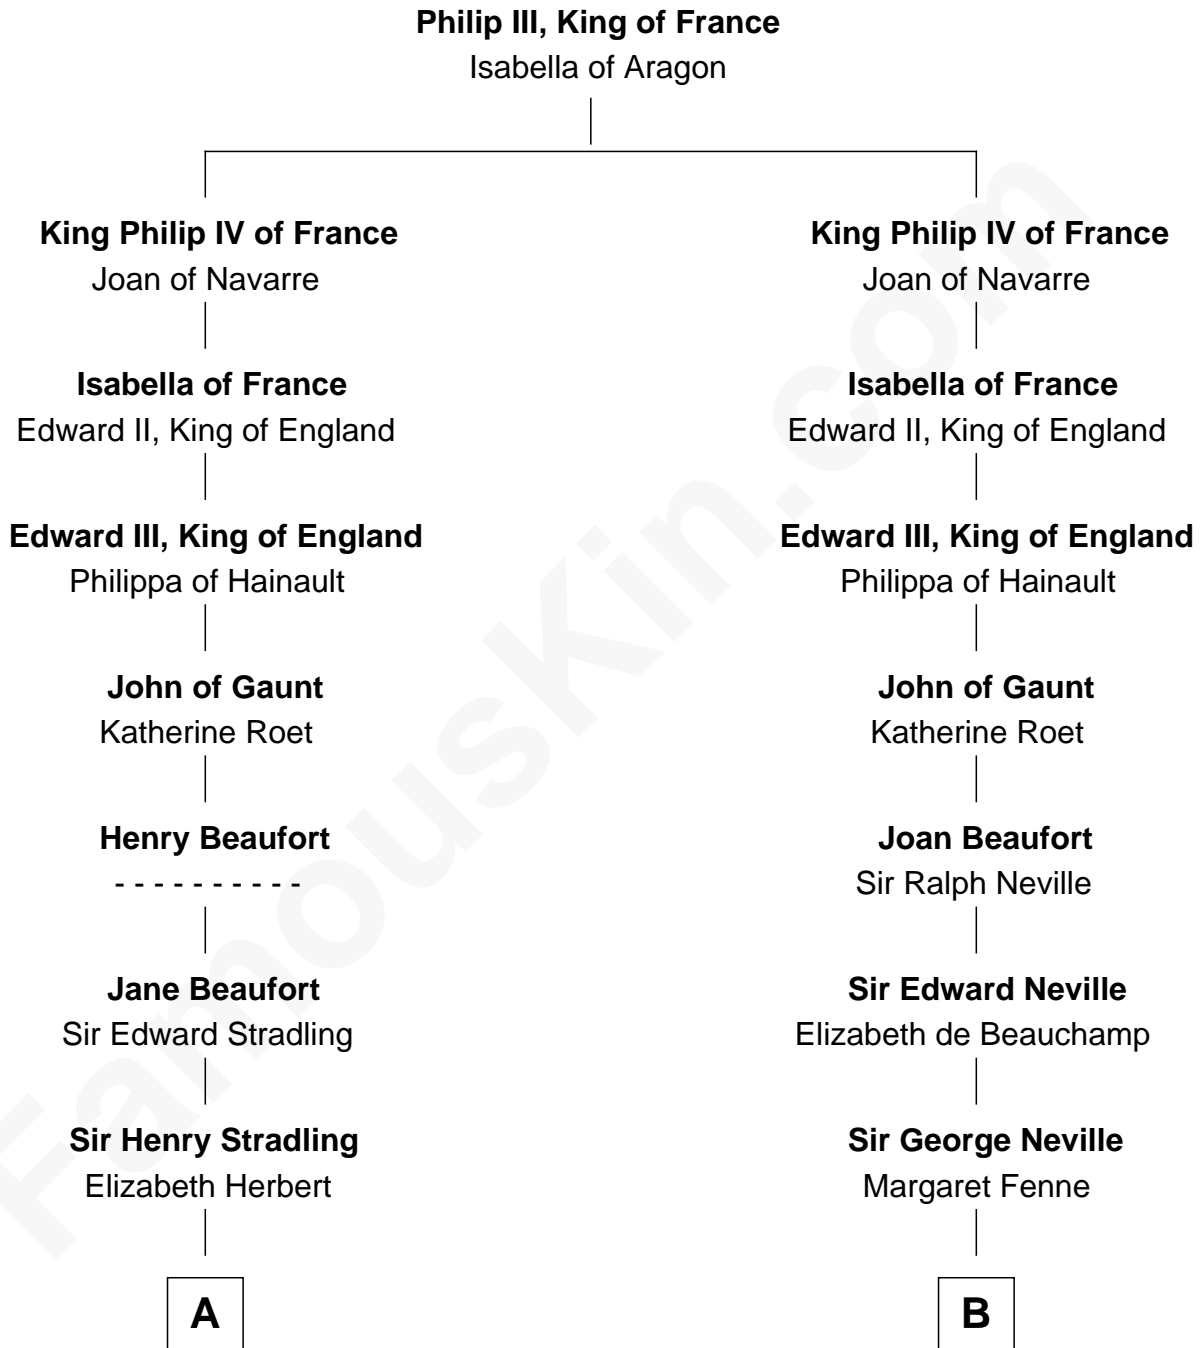 Philip III, King of France
Isabella of Aragon
King Philip IV of France
Joan of Navarre
King Philip IV of France
Joan of Navarre
Isabella of France
Edward II, King of England
Isabella of France
Edward II, King of England
Edward III, King of England
Philippa of Hainault
Edward III, King of England
Philippa of Hainault
John of Gaunt
Katherine Roet
John of Gaunt
Katherine Roet
Henry Beaufort
- - - - - - - - - -
Joan Beaufort
Sir Ralph Neville
Jane Beaufort
Sir Edward Stradling
Sir Edward Neville
Elizabeth de Beauchamp
Sir Henry Stradling
Elizabeth Herbert
Sir George Neville
Margaret Fenne
A
B
FamousKin.com